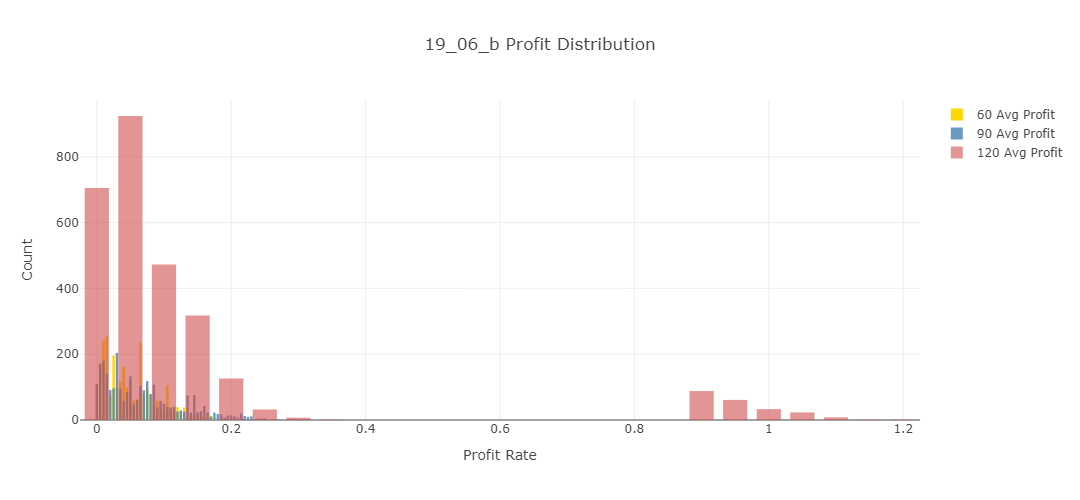 19_06_b Profit Distribution
60 Avg Profit
90 Avg Profit
120 Avg Profit
Count
800
600
400
200
0
0 0.2 0.4 0.6 0.8 1 1.2
Profit Rate